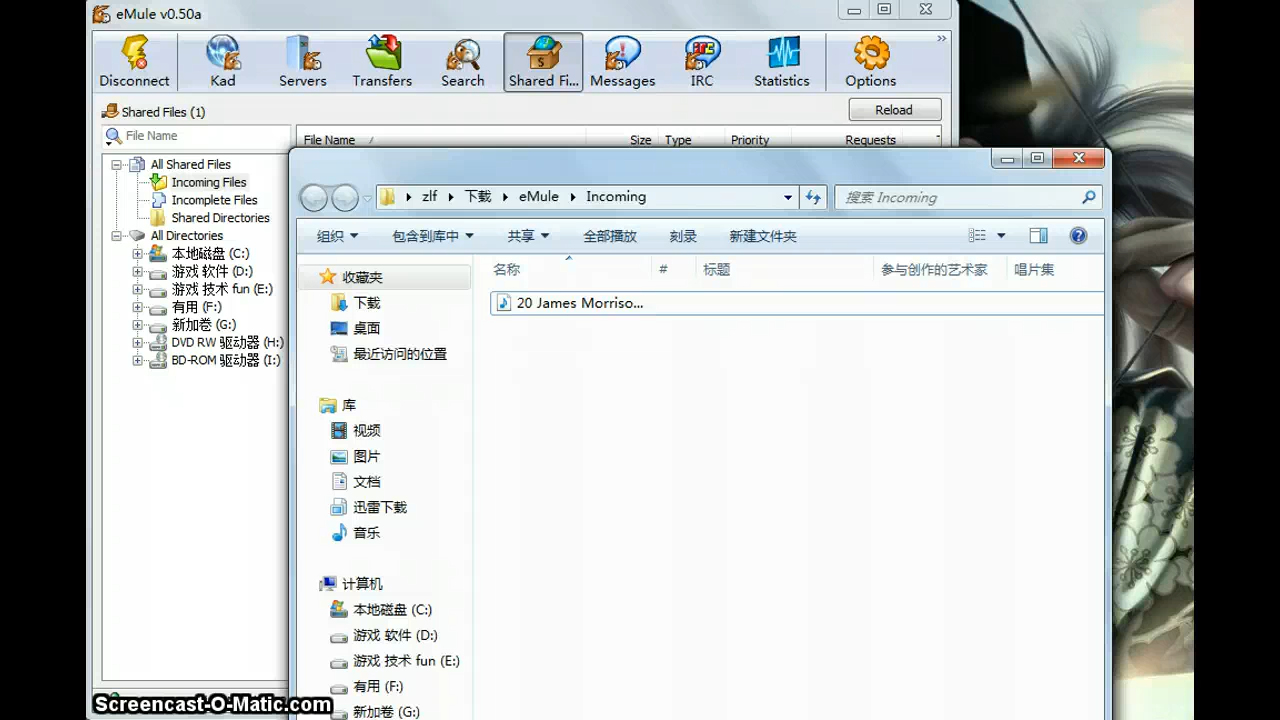 eMule v0.50a
Disconnect Kad Servers Transfers Search Shared Fi... Messages IRC Statistics Options »
Shared Files (1) Reload
File Name
File Name Size Type Priority Requests
All Shared Files
Incoming Files
Incomplete Files
Shared Directories
All Directories
本地磁盘 (C:)
游戏 软件 (D:)
游戏 技术 fun (E:)
有用 (F:)
新加卷 (G:)
DVD RW 驱动器 (H:)
BD-ROM 驱动器 (I:)
zlf 下载 eMule Incoming 搜索 Incoming
组织 包含到库中 共享 全部播放 刻录 新建文件夹
名称 # 标题 参与创作的艺术家 唱片集
20 James Morriso...
收藏夹
下载
桌面
最近访问的位置
库
视频
图片
文档
迅雷下载
音乐
计算机
本地磁盘 (C:)
游戏 软件 (D:)
游戏 技术 fun (E:)
有用 (F:)
新加卷 (G:)
Screencast-O-Matic.com